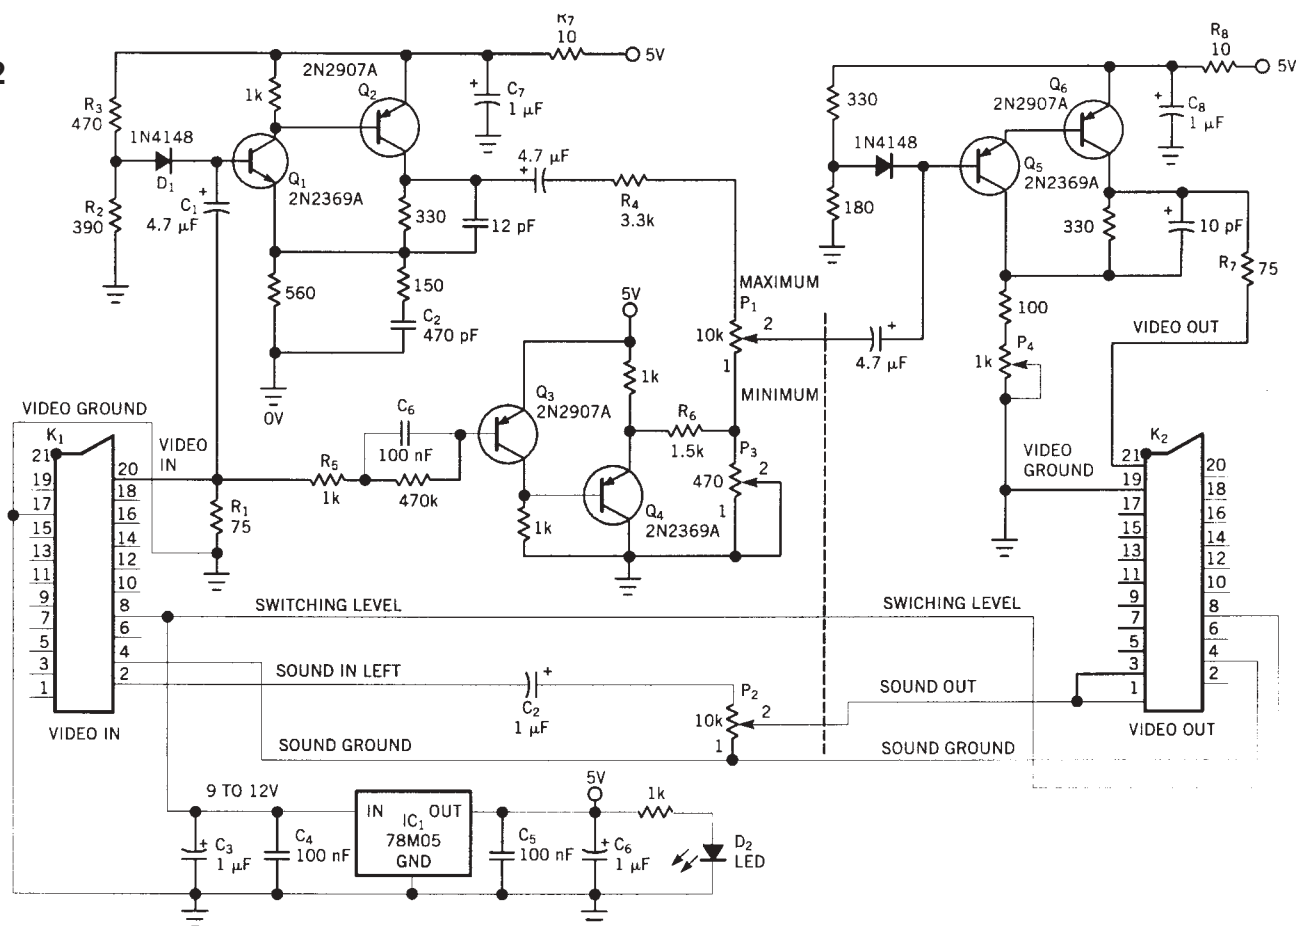 2
R7
10
5V
2N2907A
Q2
1k
C7
+
1 μF
R3
470
1N4148
D1
Q1
2N2369A
+
C1
4.7 μF
R2
390
4.7 μF
+
R4
3.3k
330
12 pF
560
150
C2
470 pF
0V
R8
10
5V
330
2N2907A
Q6
+
C8
1 μF
1N4148
Q5
2N2369A
180
330
+
10 pF
R7
75
100
1k
P4
VIDEO OUT
MAXIMUM
P1
10k
2
1
MINIMUM
4.7 μF
+
5V
1k
Q3
2N2907A
C6
100 nF
R5
1k
470k
R6
1.5k
P3
470
2
1
1k
Q4
2N2369A
VIDEO GROUND
K1
VIDEO IN
R1
75
21
19
17
15
13
11
9
7
5
3
1
20
18
16
14
12
10
8
6
4
2
VIDEO IN
VIDEO
GROUND
K2
21
19
17
15
13
11
9
7
5
3
1
20
18
16
14
12
10
8
6
4
2
VIDEO OUT
SWITCHING LEVEL
SWICHING LEVEL
SOUND IN LEFT
C2
+
1 μF
P2
10k
2
1
SOUND OUT
SOUND GROUND
SOUND GROUND
9 TO 12V
+
C3
1 μF
C4
100 nF
IN OUT
IC1
78M05
GND
C5
100 nF
5V
+
C6
1 μF
1k
D2
LED